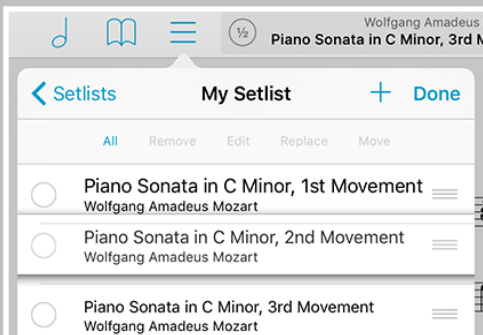 ½
Wolfgang Amadeus
Piano Sonata in C Minor, 3rd
Setlists My Setlist + Done
All Remove Edit Replace Move
Piano Sonata in C Minor, 1st Movement
Wolfgang Amadeus Mozart
Piano Sonata in C Minor, 2nd Movement
Wolfgang Amadeus Mozart
Piano Sonata in C Minor, 3rd Movement
Wolfgang Amadeus Mozart